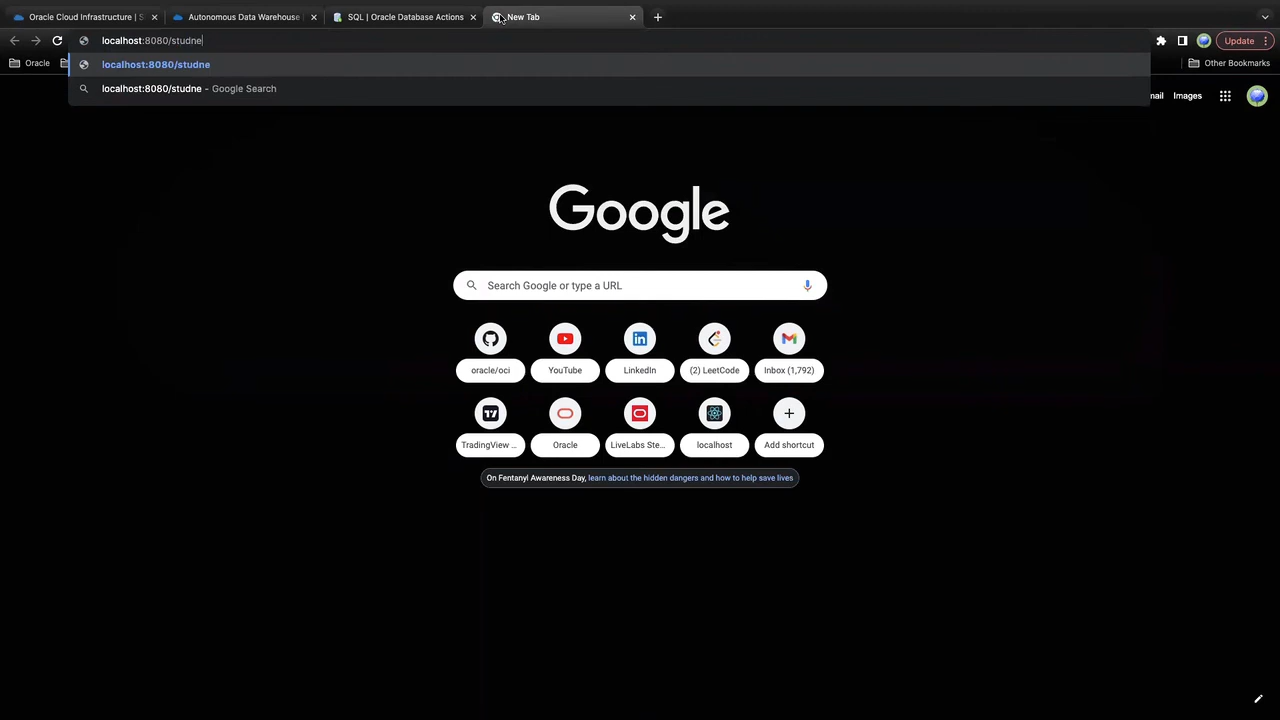 Oracle Cloud Infrastructure | S
Autonomous Data Warehouse
SQL | Oracle Database Actions
New Tab
localhost:8080/studne
Update
Oracle
Other Bookmarks
localhost:8080/studne
localhost:8080/studne - Google Search
mail
Images
Google
Search Google or type a URL
oracle/oci
YouTube
LinkedIn
(2) LeetCode
Inbox (1,792)
TradingView ...
Oracle
LiveLabs Ste...
localhost
Add shortcut
On Fentanyl Awareness Day, learn about the hidden dangers and how to help save lives